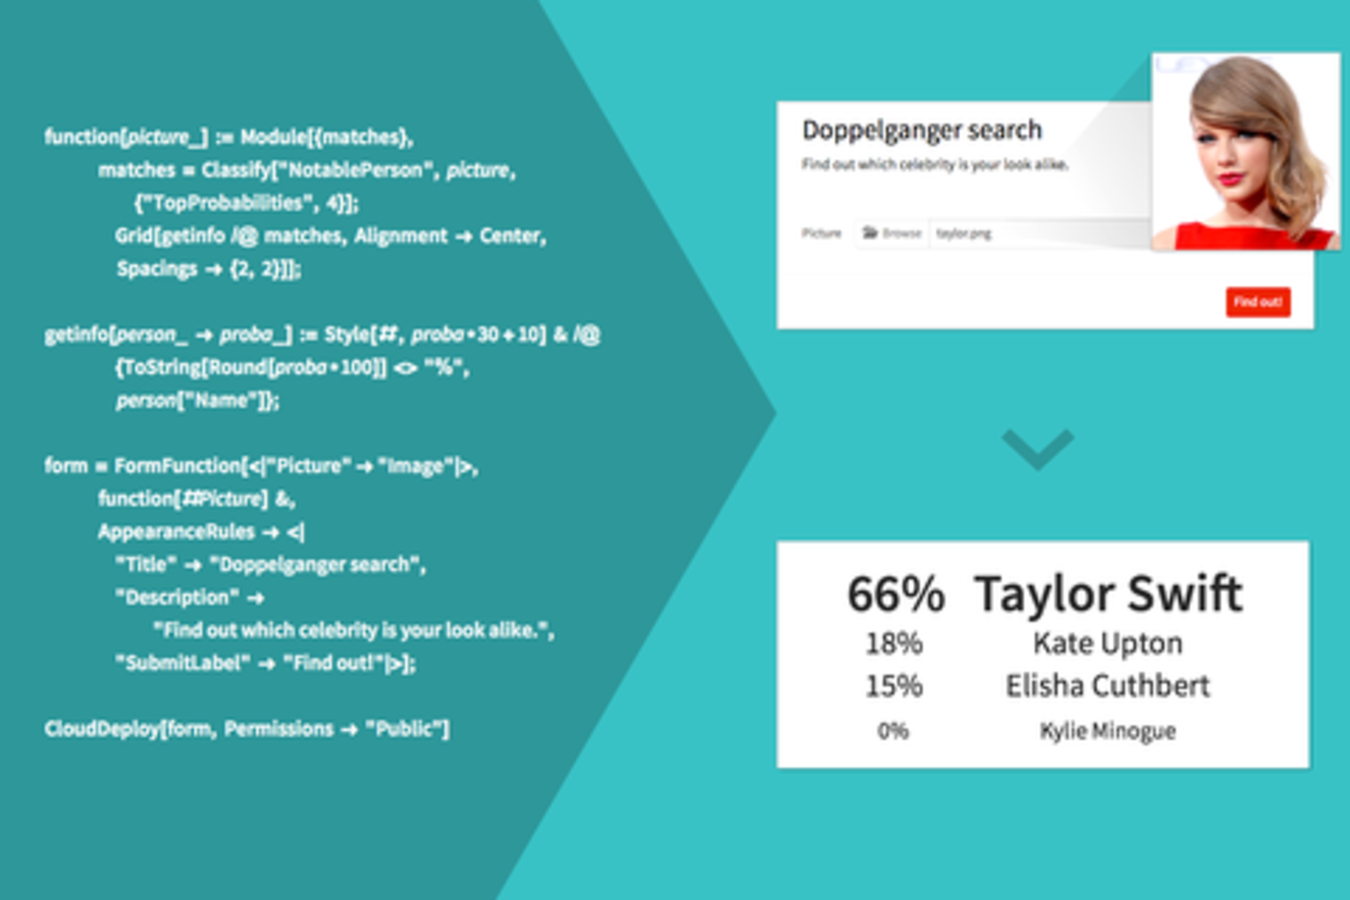 function[picture_] := Module[{matches},
matches = Classify["NotablePerson", picture,
{"TopProbabilities", 4}];
Grid[getinfo /@ matches, Alignment → Center,
Spacings → {2, 2}]];
getinfo[person_ → proba_] := Style[#, proba*30+10] & /@
{ToString[Round[proba*100]] <> "%",
person["Name"]};
form = FormFunction[<|"Picture" → "Image"|>,
function[#Picture] &,
AppearanceRules → <|
"Title" → "Doppelganger search",
"Description" →
"Find out which celebrity is your look alike.",
"SubmitLabel" → "Find out!"|>];
CloudDeploy[form, Permissions → "Public"]
Doppelganger search
Find out which celebrity is your look alike.
Picture Browse taylor.png
Find out!
66% Taylor Swift
18% Kate Upton
15% Elisha Cuthbert
0% Kylie Minogue